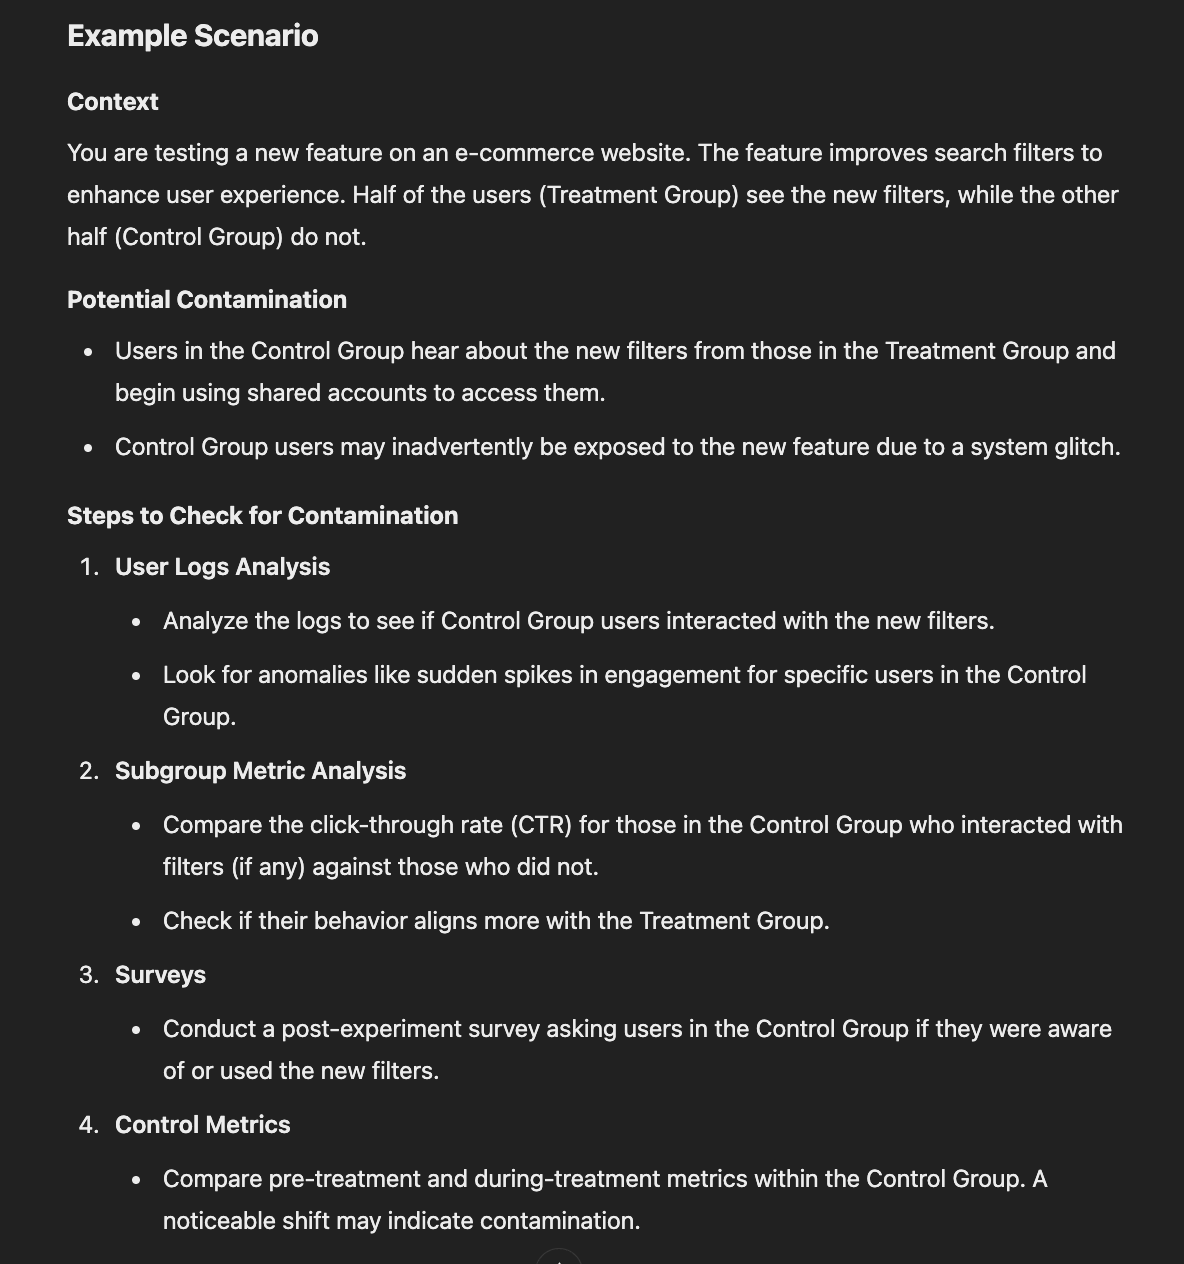 Example Scenario
Context
You are testing a new feature on an e-commerce website. The feature improves search filters to
enhance user experience. Half of the users (Treatment Group) see the new filters, while the other
half (Control Group) do not.
Potential Contamination
• Users in the Control Group hear about the new filters from those in the Treatment Group and
begin using shared accounts to access them.
• Control Group users may inadvertently be exposed to the new feature due to a system glitch.
Steps to Check for Contamination
1. User Logs Analysis
• Analyze the logs to see if Control Group users interacted with the new filters.
• Look for anomalies like sudden spikes in engagement for specific users in the Control
Group.
2. Subgroup Metric Analysis
• Compare the click-through rate (CTR) for those in the Control Group who interacted with
filters (if any) against those who did not.
• Check if their behavior aligns more with the Treatment Group.
3. Surveys
• Conduct a post-experiment survey asking users in the Control Group if they were aware
of or used the new filters.
4. Control Metrics
• Compare pre-treatment and during-treatment metrics within the Control Group. A
noticeable shift may indicate contamination.